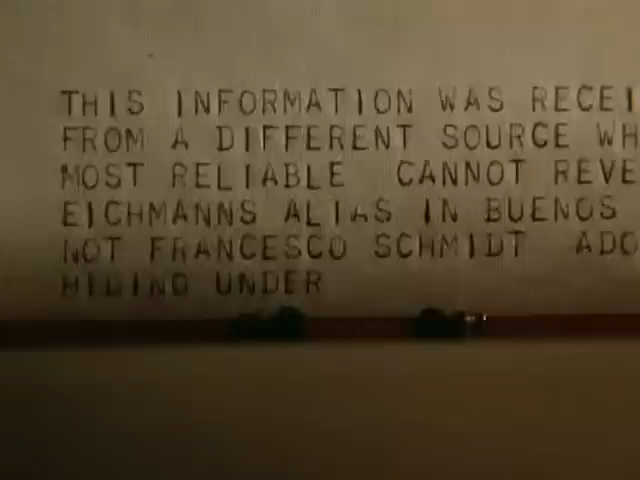 THIS INFORMATION WAS RECEI
FROM A DIFFERENT SOURCE WH
MOST RELIABLE CANNOT REVE
EICHMANNS ALIAS IN BUENOS
NOT FRANCESCO SCHMIDT ADO
HIDING UNDER